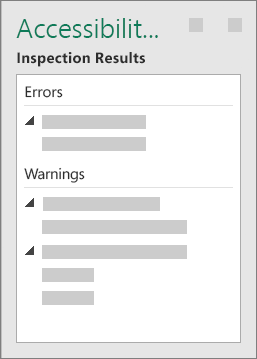 Accessibilit...
Inspection Results
Errors
Warnings